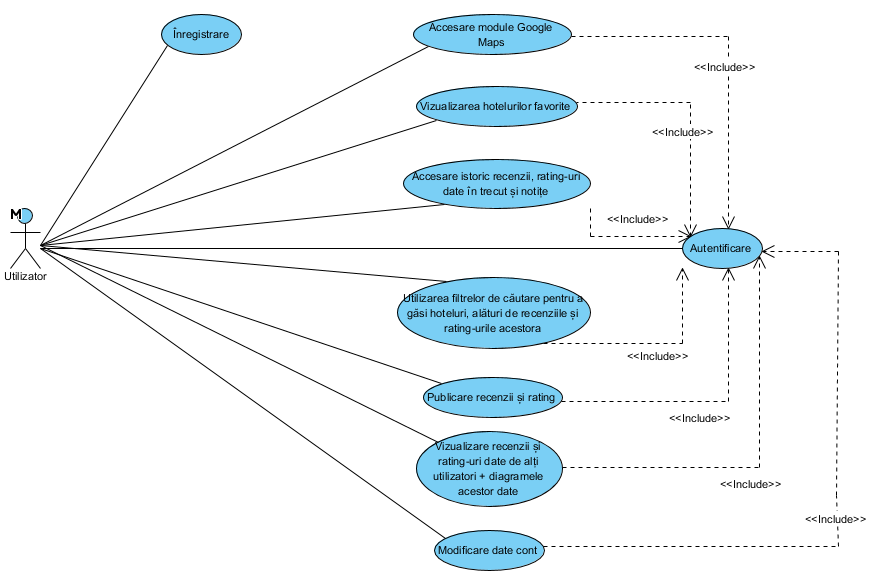 Înregistrare
Accesare module Google
Maps
<<Include>>
Vizualizarea hotelurilor favorite
<<Include>>
Accesare istoric recenzii, rating-uri
date în trecut și notițe
<<Include>>
M
Utilizator
Autentificare
Utilizarea filtrelor de căutare pentru a
găsi hoteluri, alături de recenziile și
rating-urile acestora
<<Include>>
Publicare recenzii și rating
<<Include>>
Vizualizare recenzii și
rating-uri date de alți
utilizatori + diagramele
acestor date
<<Include>>
<<Include>>
Modificare date cont